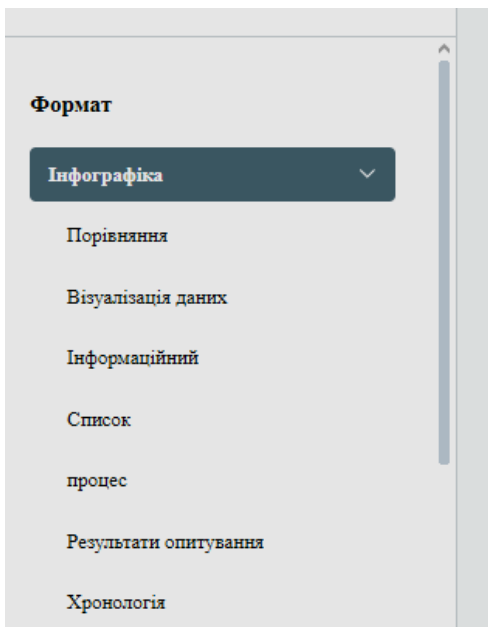 Формат
Інфографіка
Порівняння
Візуалізація даних
Інформаційний
Список
процес
Результати опитування
Хронологія